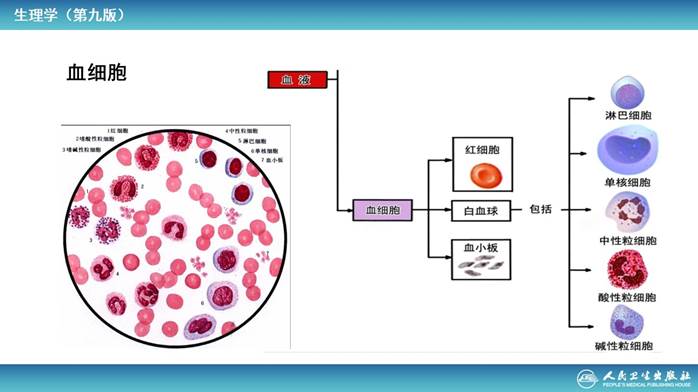 生理学（第九版）
血细胞
1红细胞
2嗜酸性粒细胞
3嗜碱性粒细胞
4中性粒细胞
5淋巴细胞
6单核细胞
7血小板
1
2
3
4
5
6
7
血 液
血细胞
红细胞
白血球
血小板
包括
淋巴细胞
单核细胞
中性粒细胞
酸性粒细胞
碱性粒细胞
人民卫生出版社
PEOPLE'S MEDICAL PUBLISHING HOUSE